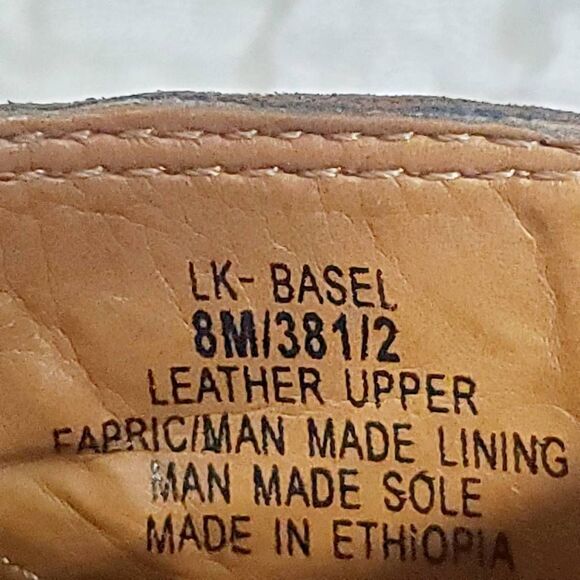 LK- BASEL
8M/381/2
LEATHER UPPER
FABRIC/MAN MADE LINING
MAN MADE SOLE
MADE IN ETHiOPIA